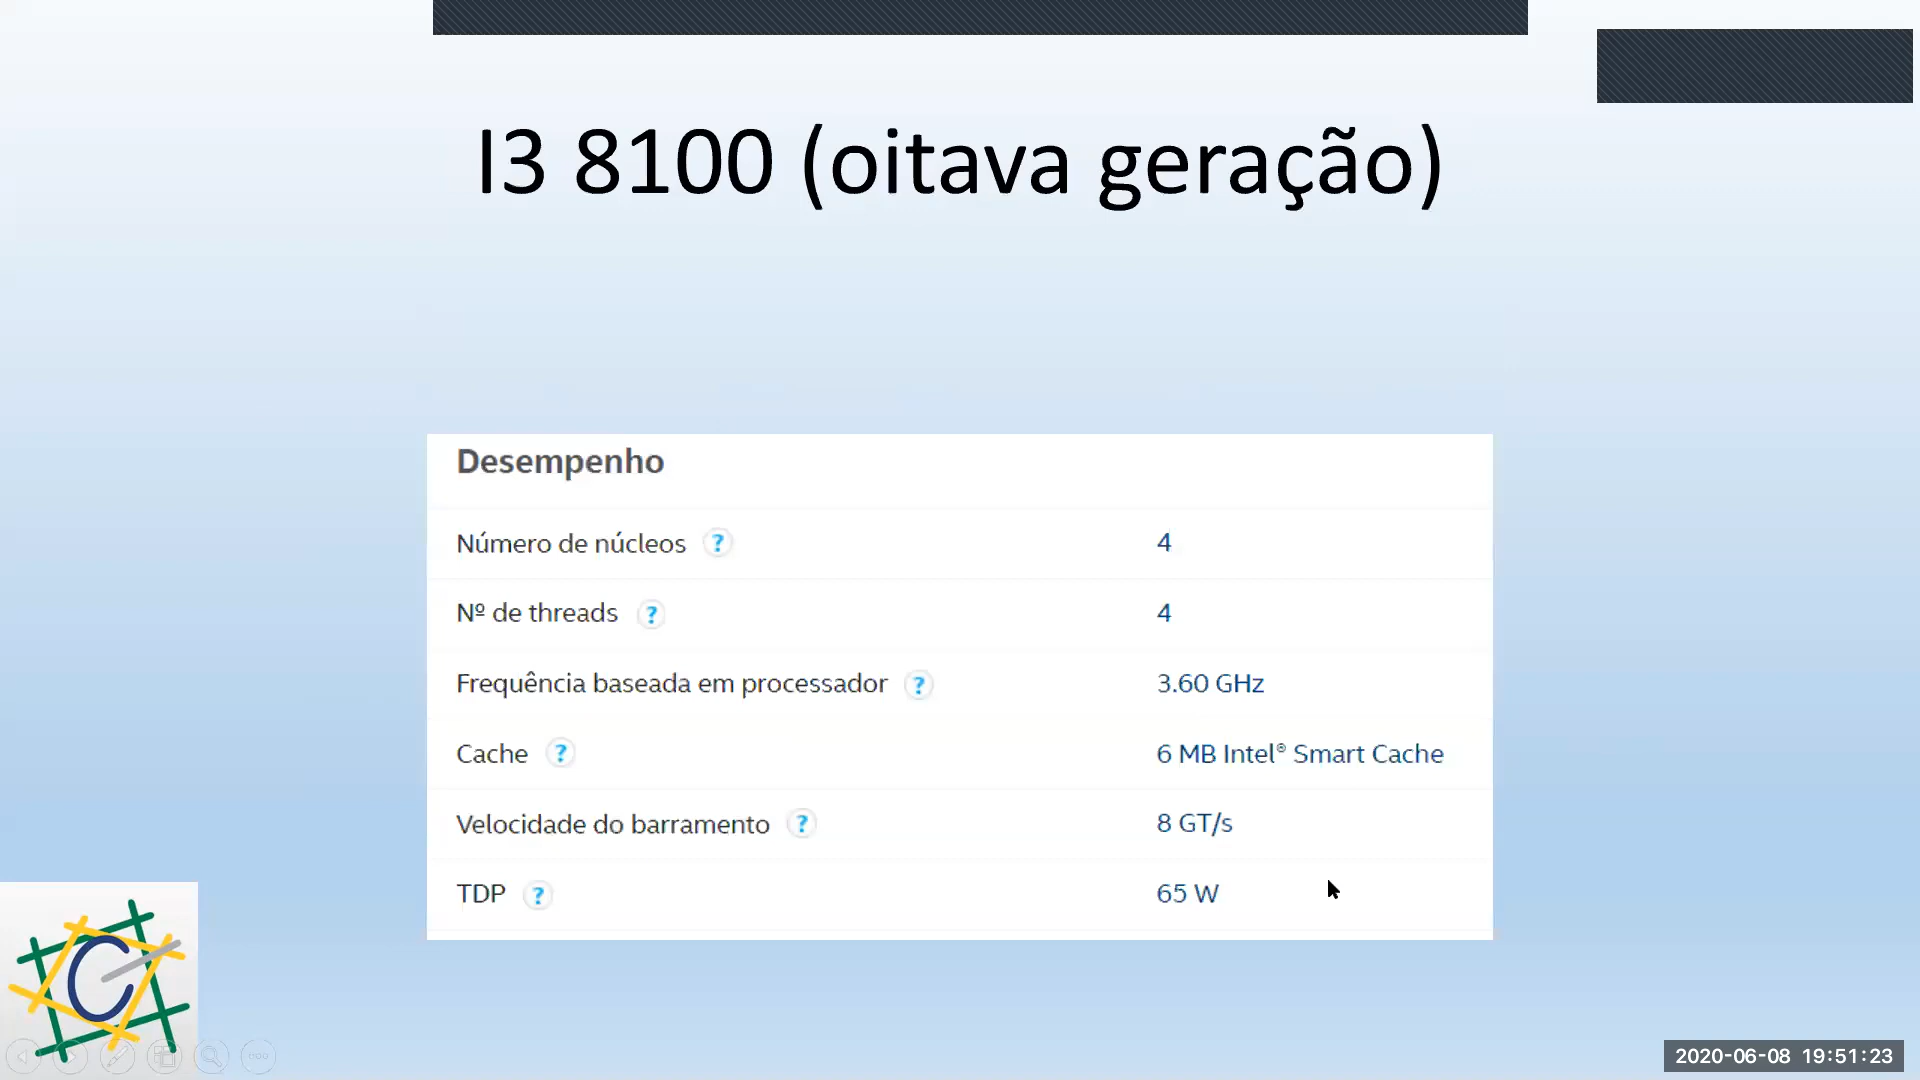 I3 8100 (oitava geração)
Desempenho
Número de núcleos ? 4
Nº de threads ? 4
Frequência baseada em processador ? 3.60 GHz
Cache ? 6 MB Intel® Smart Cache
Velocidade do barramento ? 8 GT/s
TDP ? 65 W
2020-06-08 19:51:23